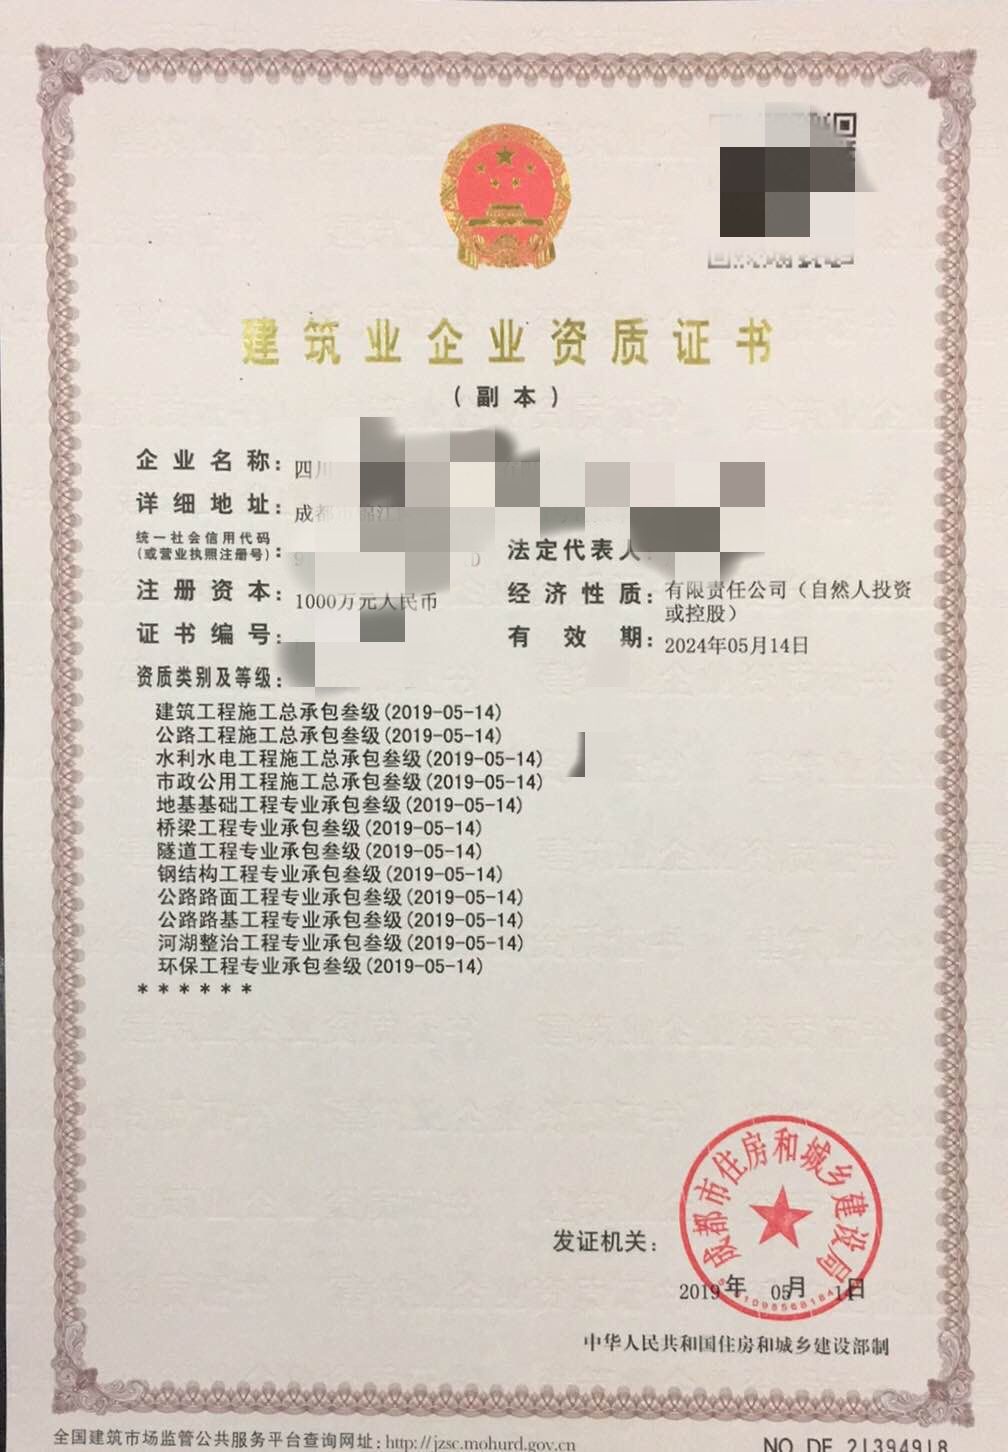 建筑业企业资质证书
(副本)
企业名称: 四川
详细地址: 成都市锦江
统一社会信用代码
(或营业执照注册号): 9 D
法定代表人:
注册资本: 1000万元人民币
经济性质: 有限责任公司(自然人投资
或控股)
证书编号:
有效期: 2024年05月14日
资质类别及等级:
建筑工程施工总承包叁级(2019-05-14)
公路工程施工总承包叁级(2019-05-14)
水利水电工程施工总承包叁级(2019-05-14)
市政公用工程施工总承包叁级(2019-05-14)
地基基础工程专业承包叁级(2019-05-14)
桥梁工程专业承包叁级(2019-05-14)
隧道工程专业承包叁级(2019-05-14)
钢结构工程专业承包叁级(2019-05-14)
公路路面工程专业承包叁级(2019-05-14)
公路路基工程专业承包叁级(2019-05-14)
河湖整治工程专业承包叁级(2019-05-14)
环保工程专业承包叁级(2019-05-14)
******
成都市住房和城乡建设局
发证机关:
2019年 05月 14日
中华人民共和国住房和城乡建设部制
全国建筑市场监管公共服务平台查询网址: http://jzsc.mohurd.gov.cn
NO.DF 21394918